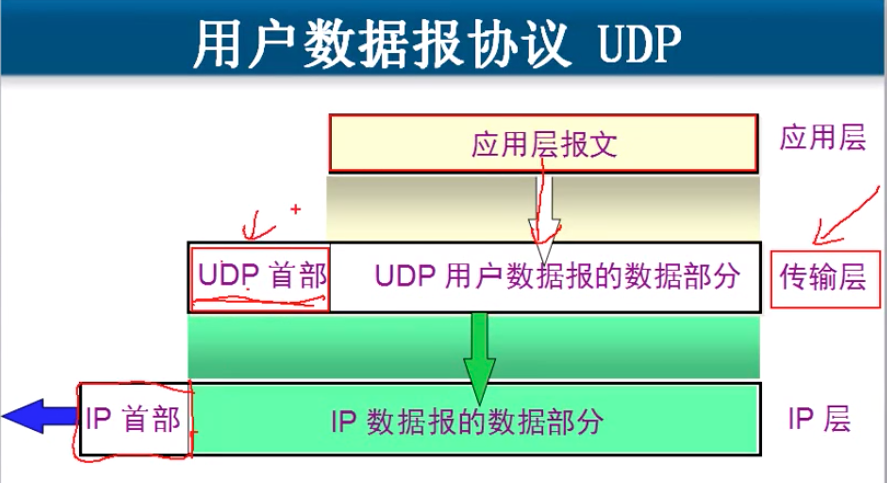 用户数据报协议 UDP
应用层报文
应用层
UDP 首部
UDP 用户数据报的数据部分
传输层
IP 首部
IP 数据报的数据部分
IP 层